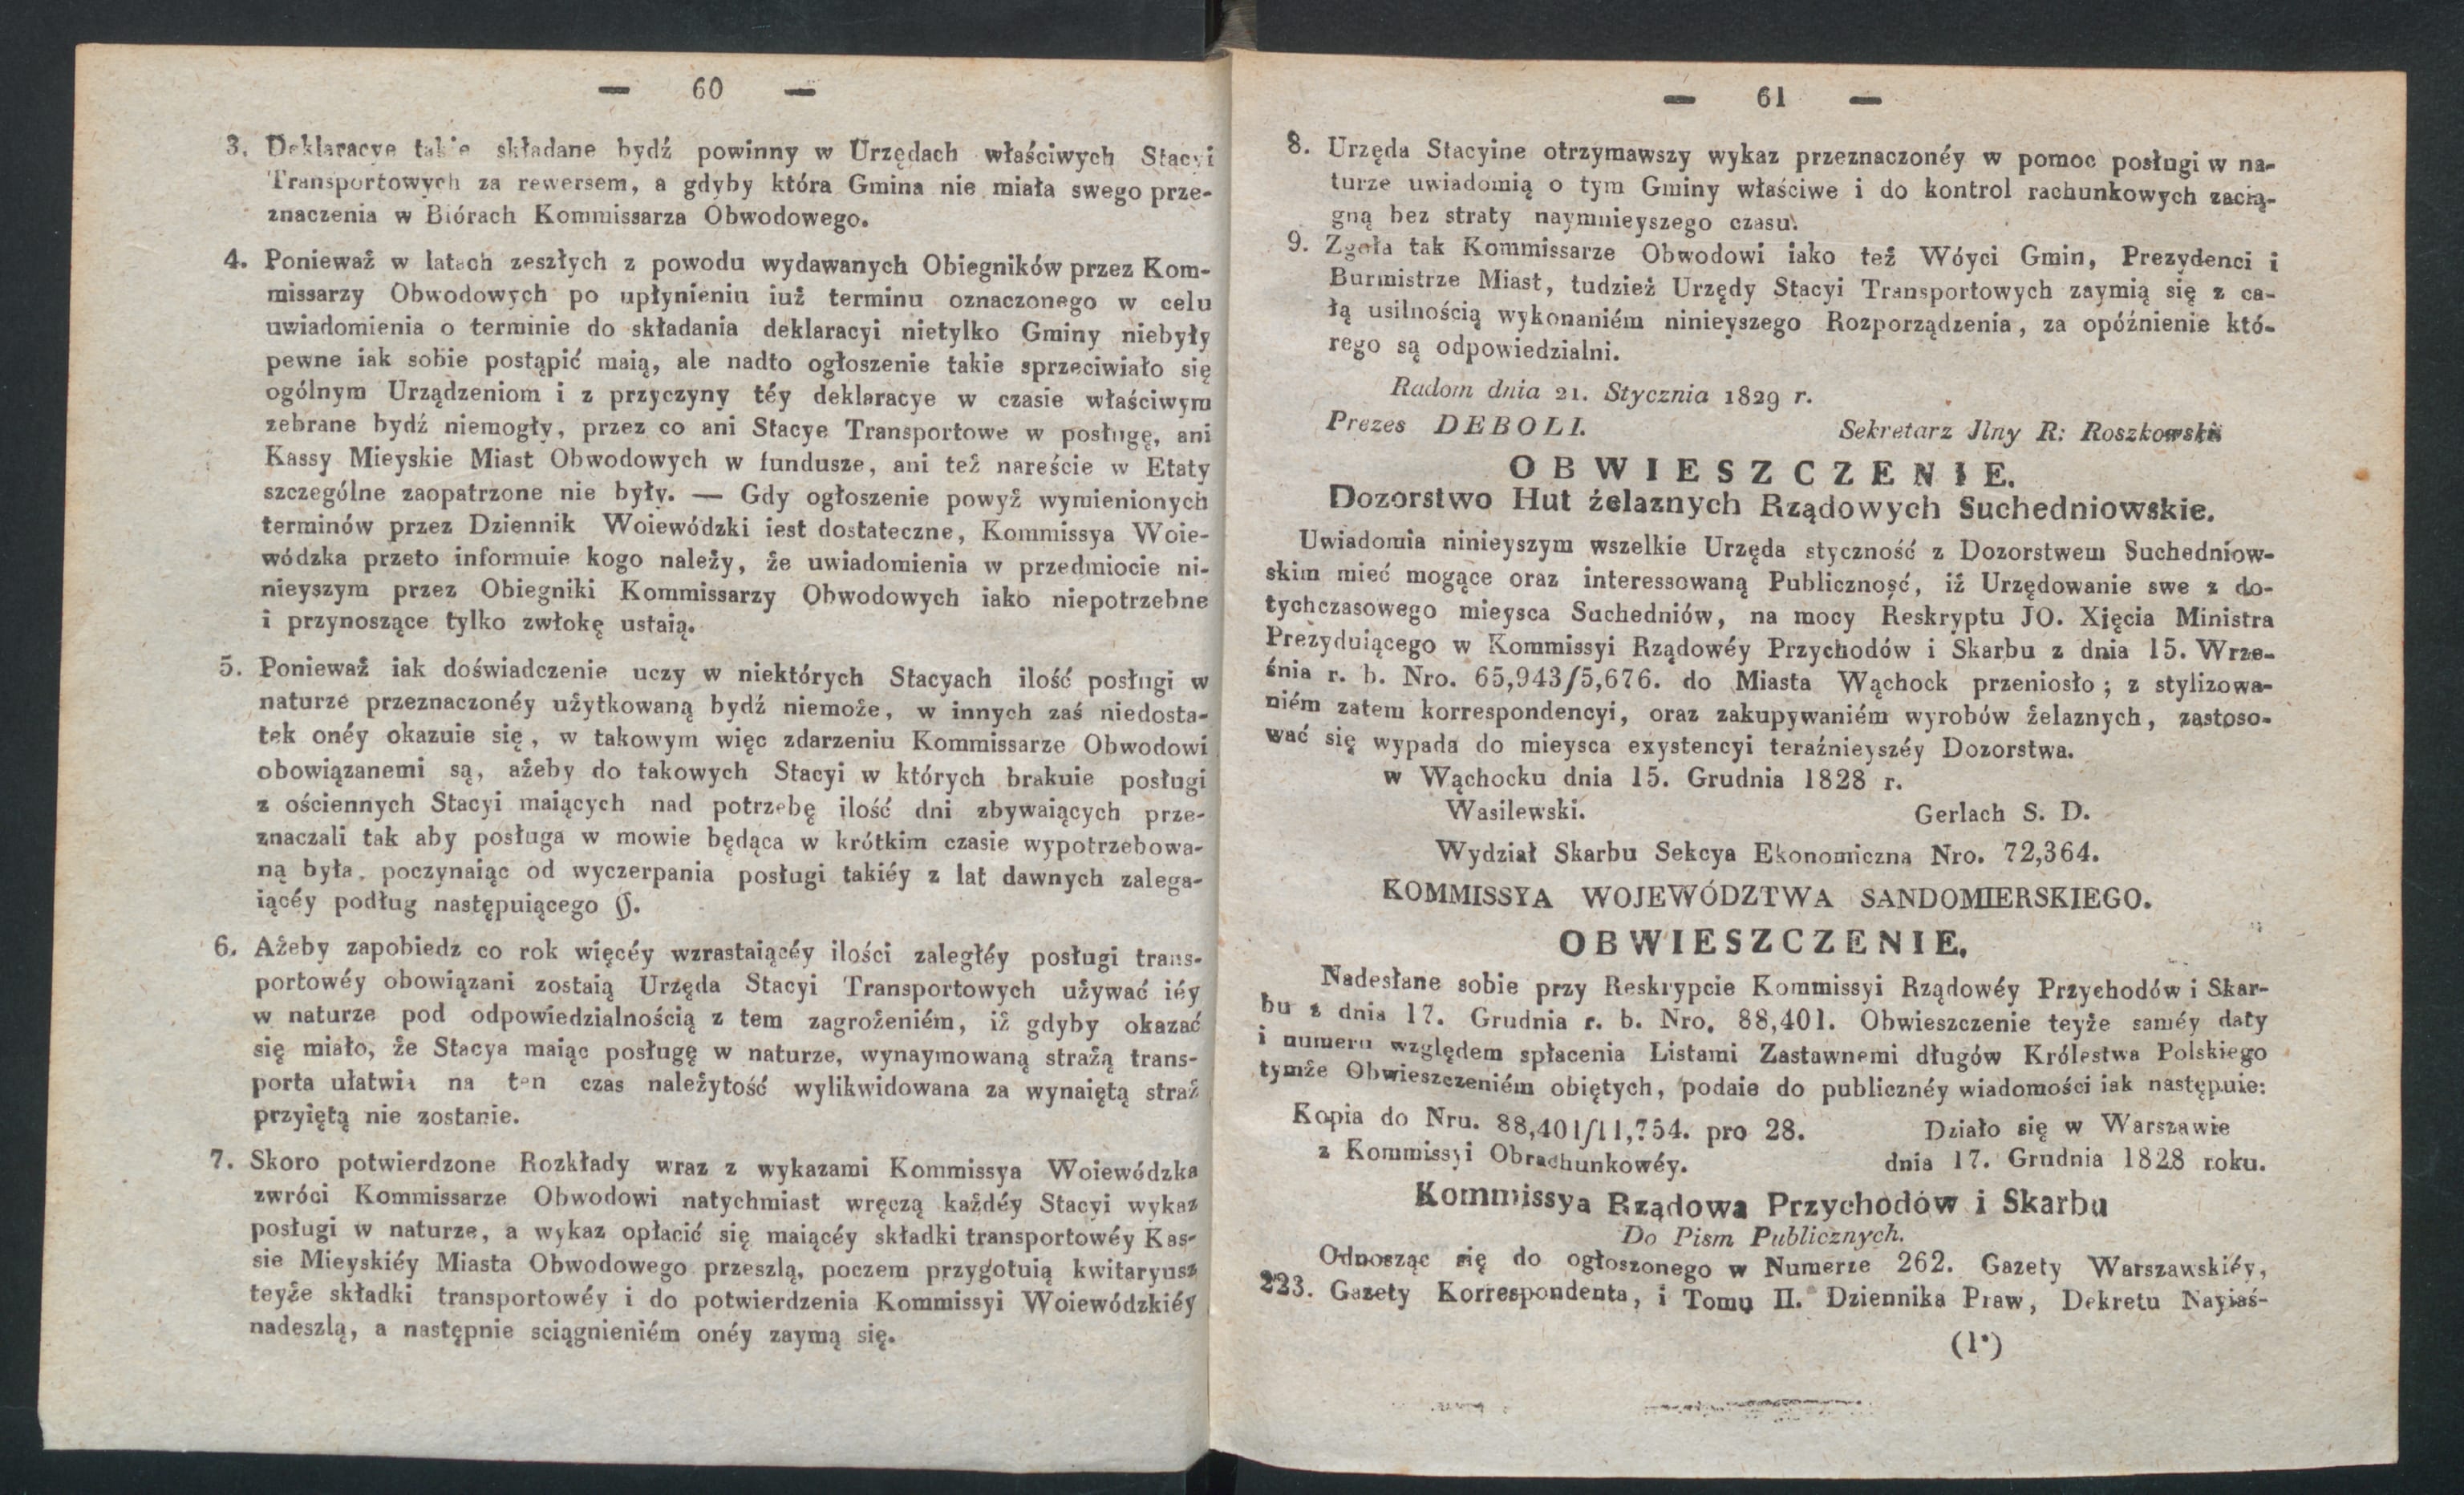 — 60 —
3. Deklaracye takie składane bydź powinny w Urzędach właściwych Stacyi
Transportowych za rewersem, a gdyby która Gmina nie miała swego prze-
znaczenia w Biórach Kommissarza Obwodowego.
4. Ponieważ w latach zeszłych z powodu wydawanych Obiegników przez Kom-
missarzy Obwodowych po upłynieniu iuż terminu oznaczonego w celu
uwiadomienia o terminie do składania deklaracyi nietylko Gminy niebyły
pewne iak sobie postąpić maią, ale nadto ogłoszenie takie sprzeciwiało się
ogólnym Urządzeniom i z przyczyny téy deklaracye w czasie właściwym
zebrane bydź niemogły, przez co ani Stacye Transportowe w posługę, ani
Kassy Mieyskie Miast Obwodowych w fundusze, ani też nareście w Etaty
szczególne zaopatrzone nie były. — Gdy ogłoszenie powyż wymienionych
terminów przez Dziennik Woiewódzki iest dostateczne, Kommissya Woie-
wódzka przeto informuie kogo należy, że uwiadomienia w przedmiocie ni-
nieyszym przez Obiegniki Kommissarzy Obwodowych iako niepotrzebne
i przynoszące tylko zwłokę ustaią.
5. Ponieważ iak doświadczenie uczy w niektórych Stacyach ilość posługi w
naturze przeznaczonéy użytkowaną bydź niemoże, w innych zaś niedosta-
tek onéy okazuie się, w takowym więc zdarzeniu Kommissarze Obwodowi
obowiązanemi są, ażeby do takowych Stacyi w których brakuie posługi
z ościennych Stacyi maiących nad potrzebę ilość dni zbywaiących prze-
znaczali tak aby posługa w mowie będąca w krótkim czasie wypotrzebowa-
ną była, poczynaiąc od wyczerpania posługi takiéy z lat dawnych zalega-
iącéy podług następuiącego §.
6. Ażeby zapobiedz co rok więcéy wzrastaiącéy ilości zaległéy posługi trans-
portowéy obowiązani zostaią Urzęda Stacyi Transportowych używać iéy
w naturze pod odpowiedzialnością z tem zagrożeniém, iż gdyby okazać
się miało, że Stacya maiąc posługę w naturze, wynaymowaną strażą trans-
porta ułatwia na ten czas należytość wylikwidowana za wynaiętą straż
przyiętą nie zostanie.
7. Skoro potwierdzone Rozkłady wraz z wykazami Kommissya Woiewódzka
zwróci Kommissarze Obwodowi natychmiast wręczą każdéy Stacyi wykaz
posługi w naturze, a wykaz opłacić się maiącéy składki transportowéy Kas-
sie Mieyskiéy Miasta Obwodowego przeszlą, poczem przygotuią kwitaryusz
teyże składki transportowéy i do potwierdzenia Kommissyi Woiewódzkiéy
nadeszlą, a następnie sciągnieniém onéy zaymą się.
— 61 —
8. Urzęda Stacyine otrzymawszy wykaz przeznaczonéy w pomoc posługi w na-
turze uwiadomią o tym Gminy właściwe i do kontrol rachunkowych zacią-
gną bez straty naymnieyszego czasu.
9. Zgoła tak Kommissarze Obwodowi iako też Wóyci Gmin, Prezydenci i
Burmistrze Miast, tudzież Urzędy Stacyi Transportowych zaymią się z ca-
łą usilnością wykonaniém ninieyszego Rozporządzenia, za opóźnienie któ-
rego są odpowiedzialni.
Radom dnia 21. Stycznia 1829 r.
Prezes DEBOLI. Sekretarz Jlny R: Roszkowski
OBWIESZCZENIE.
Dozorstwo Hut żelaznych Rządowych Suchedniowskie.
Uwiadomia ninieyszym wszelkie Urzęda styczność z Dozorstwem Suchedniow-
skim mieć mogące oraz interessowaną Publiczność, iż Urzędowanie swe z do-
tychczasowego mieysca Suchedniów, na mocy Reskryptu JO. Xięcia Ministra
Prezyduiącego w Kommissyi Rządowéy Przychodów i Skarbu z dnia 15. Wrze-
śnia r. b. Nro. 65,943/5,676. do Miasta Wąchock przeniosło; z stylizowa-
niém zatem korrespondencyi, oraz zakupywaniém wyrobów żelaznych, zastoso-
wać się wypada do mieysca exystencyi teraźnieyszéy Dozorstwa.
w Wąchocku dnia 15. Grudnia 1828 r.
Wasilewski. Gerlach S. D.
Wydział Skarbu Sekcya Ekonomiczna Nro. 72,364.
KOMMISSYA WOJEWÓDZTWA SANDOMIERSKIEGO.
OBWIESZCZENIE.
Nadesłane sobie przy Reskrypcie Kommissyi Rządowéy Przychodów i Skar-
bu z dnia 17. Grudnia r. b. Nro. 88,401. Obwieszczenie teyże saméy daty
i numeru względem spłacenia Listami Zastawnemi długów Królestwa Polskiego
tymże Obwieszczeniém obiętych, podaie do publicznéy wiadomości iak następuie:
Kopia do Nru. 88,401/11,754. pro 28. Działo się w Warszawie
z Kommissyi Obrachunkowéy. dnia 17. Grudnia 1828 roku.
Kommissya Rządowa Przychodów i Skarbu
Do Pism Publicznych.
Odnosząc się do ogłoszonego w Numerze 262. Gazety Warszawskiéy,
223. Gazety Korrespondenta, i Tomu II. Dziennika Praw, Dekretu Nayiaś-
(1*)